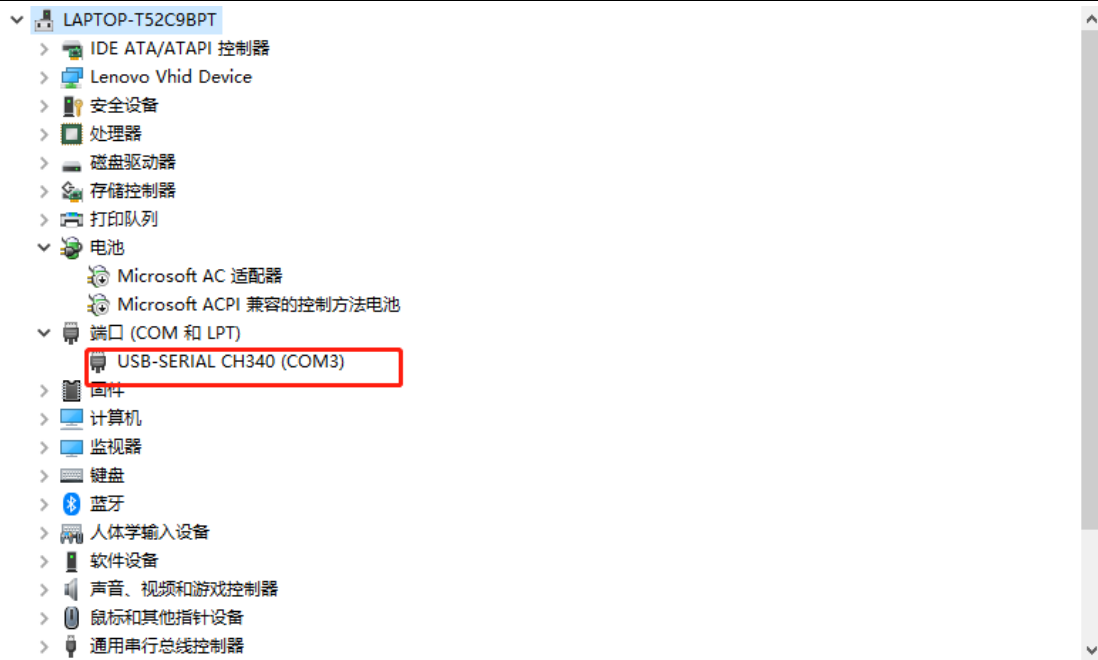 LAPTOP-T52C9BPT
IDE ATA/ATAPI 控制器
Lenovo Vhid Device
安全设备
处理器
磁盘驱动器
存储控制器
打印队列
电池
Microsoft AC 适配器
Microsoft ACPI 兼容的控制方法电池
端口 (COM 和 LPT)
USB-SERIAL CH340 (COM3)
固件
计算机
监视器
键盘
蓝牙
人体学输入设备
软件设备
声音、视频和游戏控制器
鼠标和其他指针设备
通用串行总线控制器